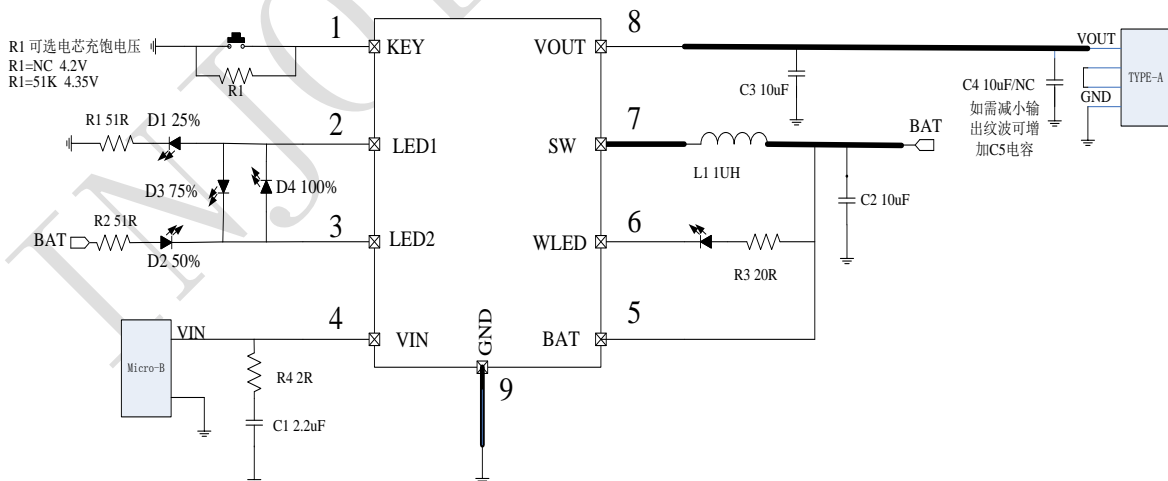 R1 可选电芯充饱电压
R1=NC 4.2V
R1=51K 4.35V
R1
1
KEY
R1 51R
D1 25%
2
LED1
D3 75%
D4 100%
R2 51R
BAT
D2 50%
3
LED2
Micro-B
VIN
4
VIN
R4 2R
C1 2.2uF
GND
9
8
VOUT
C3 10uF
C4 10uF/NC
如需减小输
出纹波可增
加C5电容
VOUT
GND
TYPE-A
7
SW
L1 1UH
BAT
C2 10uF
6
WLED
R3 20R
5
BAT
INJO